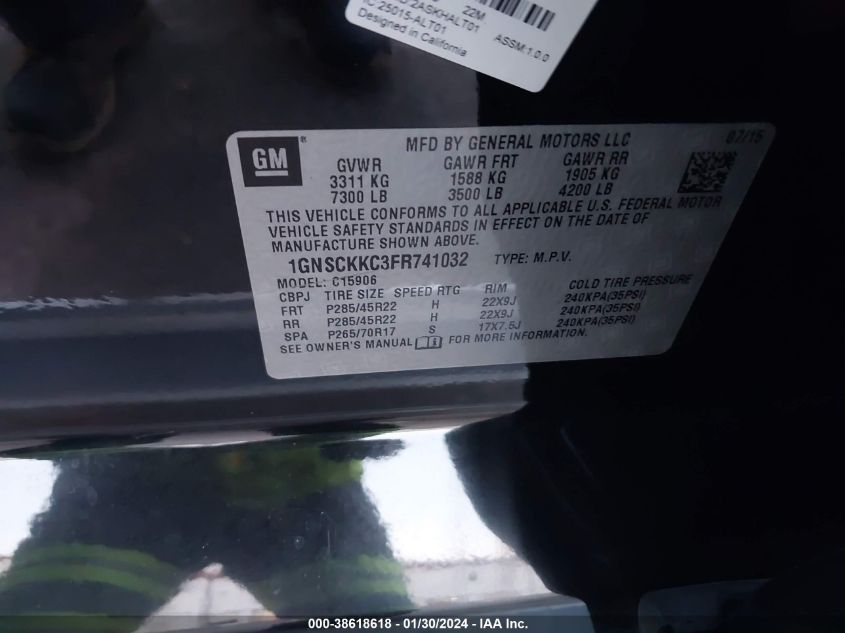 22M
2ASKHALT01
IC:25015-ALT01
Designed in California
ASSM:1.0.0
GM
MFD BY GENERAL MOTORS LLC
07/15
GVWR GAWR FRT GAWR RR
3311 KG 1588 KG 1905 KG
7300 LB 3500 LB 4200 LB
THIS VEHICLE CONFORMS TO ALL APPLICABLE U.S. FEDERAL MOTOR
VEHICLE SAFETY STANDARDS IN EFFECT ON THE DATE OF
MANUFACTURE SHOWN ABOVE.
1GNSCKKC3FR741032 TYPE: M.P.V.
MODEL: C15906
CBPJ TIRE SIZE SPEED RTG RIM COLD TIRE PRESSURE
FRT P285/45R22 H 22X9J 240KPA(35PSI)
RR P285/45R22 H 22X9J 240KPA(35PSI)
SPA P265/70R17 S 17X7.5J 240KPA(35PSI)
SEE OWNER'S MANUAL FOR MORE INFORMATION.
000-38618618 - 01/30/2024 - IAA Inc.